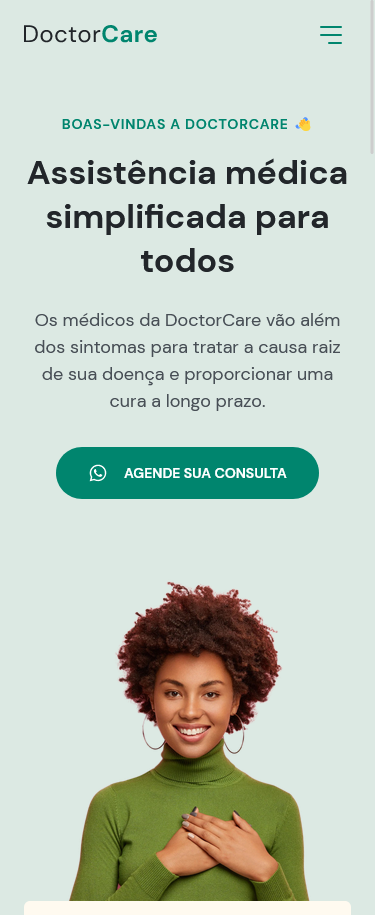 DoctorCare
BOAS-VINDAS A DOCTORCARE 👋
Assistência médica
simplificada para
todos
Os médicos da DoctorCare vão além
dos sintomas para tratar a causa raiz
de sua doença e proporcionar uma
cura a longo prazo.
AGENDE SUA CONSULTA